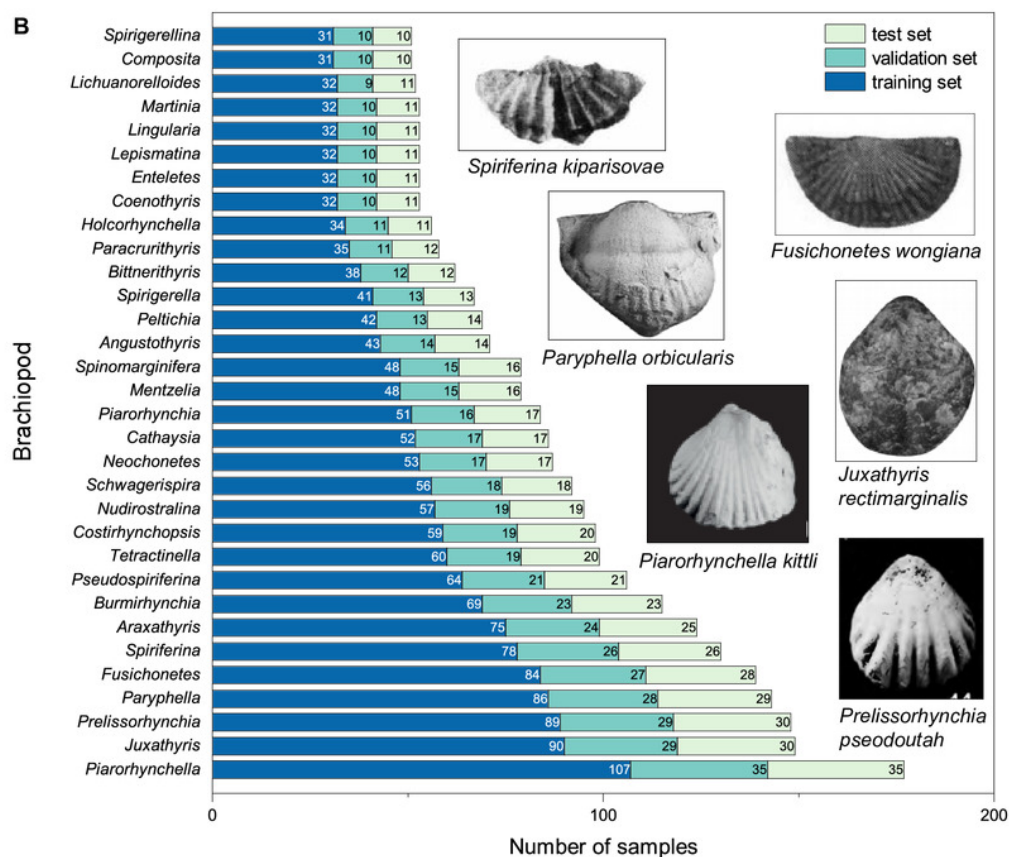 B
test set
validation set
training set
Spirigerellina 31 10 10
Composita 31 10 10
Lichuanorelloides 32 9 11
Martinia 32 10 11
Lingularia 32 10 11
Lepismatina 32 10 11
Enteletes 32 10 11
Coenothyris 32 10 11
Holcorhynchella 34 11 11
Paracrurithyris 35 11 12
Bittnerithyris 38 12 12
Spirigerella 41 13 13
Peltichia 42 13 14
Angustothyris 43 14 14
Spinomarginifera 48 15 16
Mentzelia 48 15 16
Piarorhynchia 51 16 17
Cathaysia 52 17 17
Neochonetes 53 17 17
Schwagerispira 56 18 18
Nudirostralina 57 19 19
Costirhynchopsis 59 19 20
Tetractinella 60 19 20
Pseudospiriferina 64 21 21
Burmirhynchia 69 23 23
Araxathyris 75 24 25
Spiriferina 78 26 26
Fusichonetes 84 27 28
Paryphella 86 28 29
Prelissorhynchia 89 29 30
Juxathyris 90 29 30
Piarorhynchella 107 35 35
Brachiopod
Spiriferina kiparisovae
Fusichonetes wongiana
Paryphella orbicularis
Juxathyris
rectimarginalis
Piarorhynchella kittli
Prelissorhynchia
pseodoutah
0 100 200
Number of samples